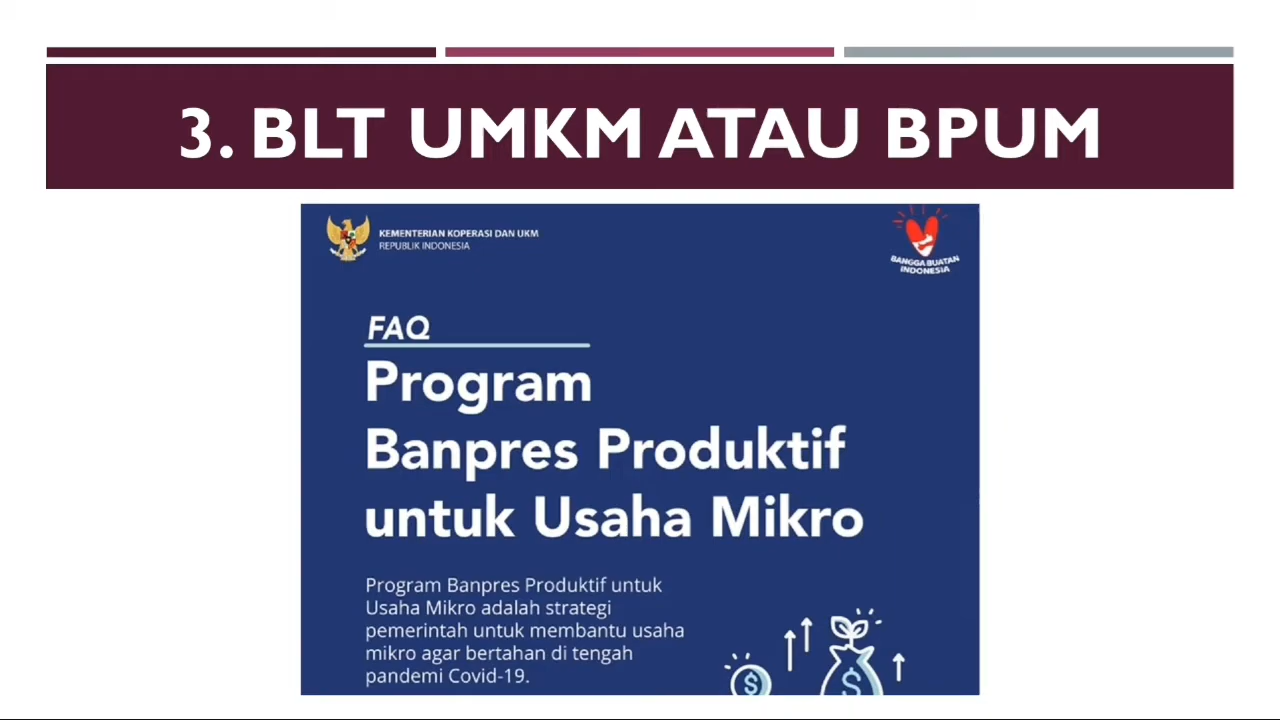 3. BLT UMKM ATAU BPUM
KEMENTERIAN KOPERASI DAN UKM
REPUBLIK INDONESIA
BANGGA BUATAN
INDONESIA
FAQ
Program
Banpres Produktif
untuk Usaha Mikro
Program Banpres Produktif untuk
Usaha Mikro adalah strategi
pemerintah untuk membantu usaha
mikro agar bertahan di tengah
pandemi Covid-19.
$
$